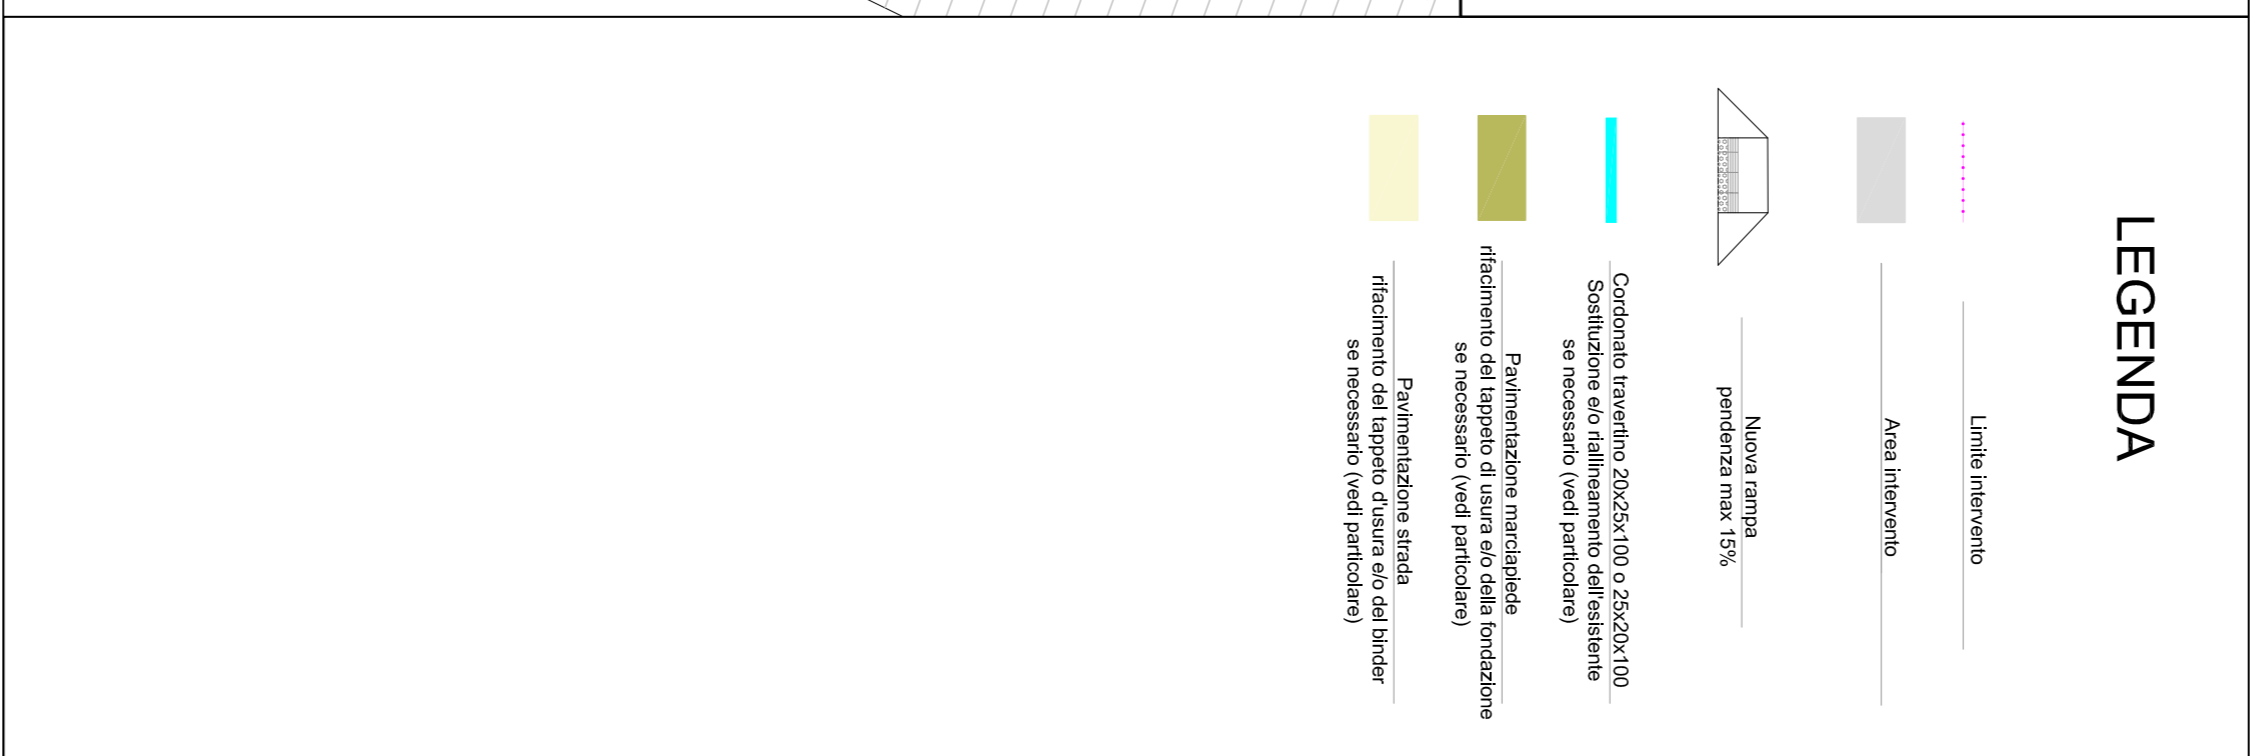 LEGENDA
Limite intervento
Area intervento
Nuova rampa
pendenza max 15%
Cordonato travertino 20x25x100 o 25x20x100
Sostituzione e/o riallineamento dell'esistente
se necessario (vedi particolare)
Pavimentazione marciapiede
rifacimento del tappeto di usura e/o della fondazione
se necessario (vedi particolare)
Pavimentazione strada
rifacimento del tappeto d'usura e/o del binder
se necessario (vedi particolare)